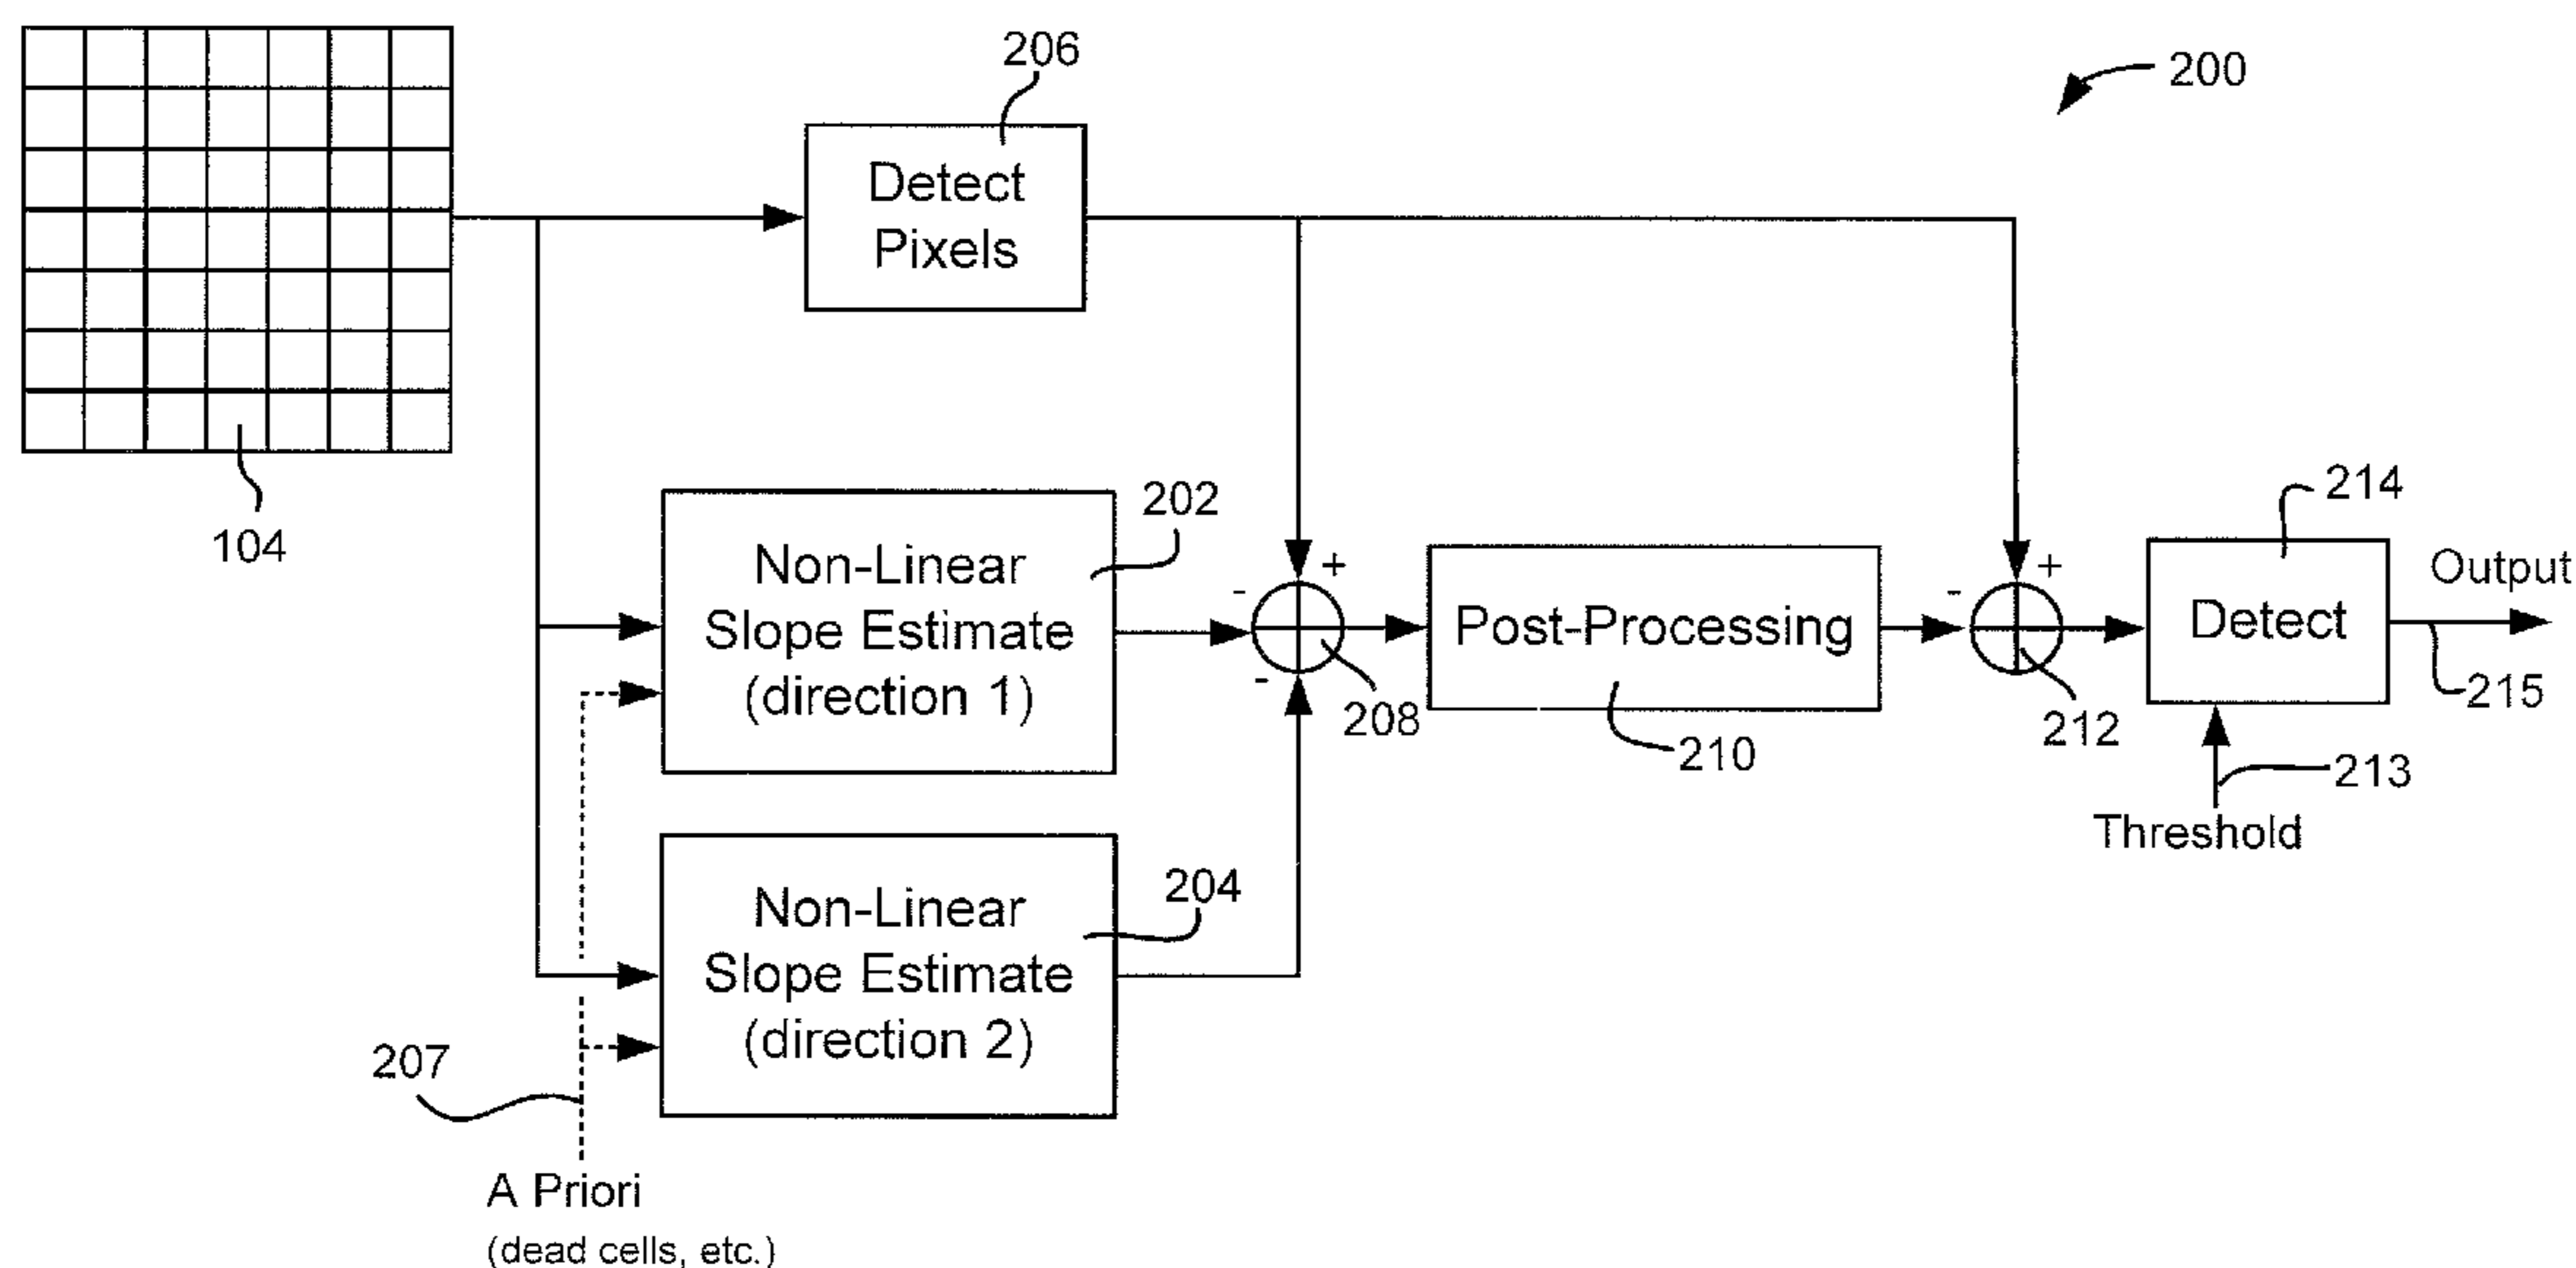 206
200
Detect
Pixels
104
202
214
Non-Linear
Slope Estimate
(direction 1)
-
+
-
208
Post-Processing
210
-
+
212
Detect
Output
215
213
Threshold
204
Non-Linear
Slope Estimate
(direction 2)
207
A Priori
(dead cells, etc.)